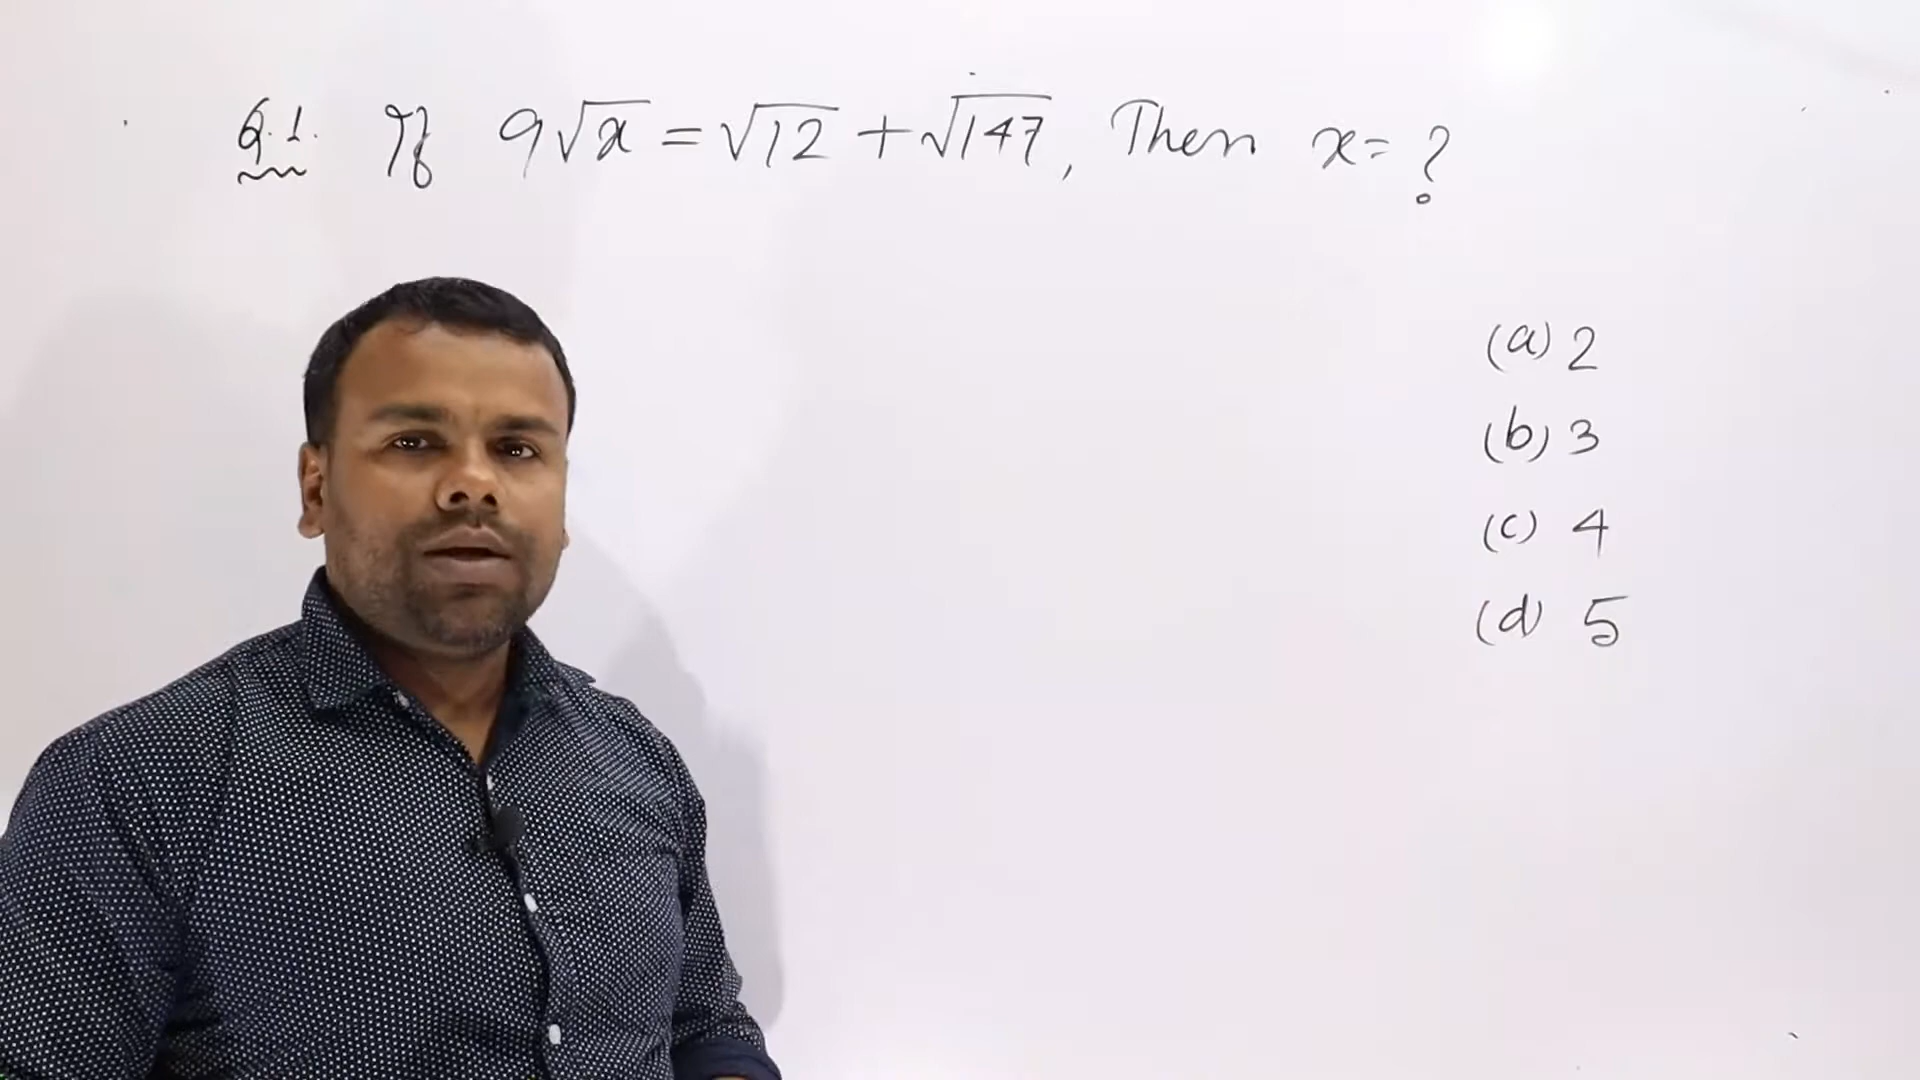 Q.1. If 9√x = √12 + √147, Then x = ?
(a) 2
(b) 3
(c) 4
(d) 5